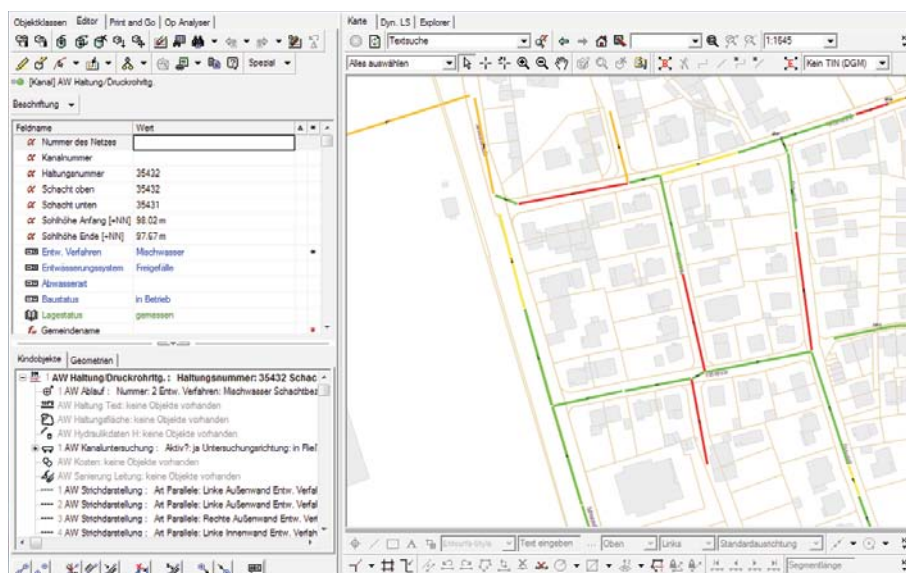 Objektklassen Editor Print and Go Op Analyser
Spezial
[Kanal] AW Haltung/Druckrohrltg.
Beschriftung
Feldname Wert A
Nummer des Netzes
Kanalnummer
Haltungsnummer 35432
Schacht oben 35432
Schacht unten 35431
Sohlhöhe Anfang [+NN] 98.02 m
Sohlhöhe Ende [+NN] 97.67 m
Entw. Verfahren Mischwasser
Entwässerungssystem Freigefälle
Abwasserart
Baustatus in Betrieb
Lagestatus gemessen
Gemeindename
Kindobjekte Geometrien
1 AW Haltung/Druckrohrltg. : Haltungsnummer: 35432 Schac
1 AW Ablauf : Nummer: 2 Entw. Verfahren: Mischwasser Schachtbez
AW Haltung Text: keine Objekte vorhanden
AW Haltungsfläche: keine Objekte vorhanden
AW Hydraulikdaten H: keine Objekte vorhanden
1 AW Kanaluntersuchung : Aktiv?: ja Untersuchungsrichtung: in Fließ
AW Kosten: keine Objekte vorhanden
AW Sanierung Leitung: keine Objekte vorhanden
1 AW Strichdarstellung : Art Parallele: Linke Außenwand Entw. Verfal
2 AW Strichdarstellung : Art Parallele: Linke Außenwand Entw. Verfal
3 AW Strichdarstellung : Art Parallele: Rechte Außenwand Entw. Verf
4 AW Strichdarstellung : Art Parallele: Linke Innenwand Entw. Verfah
Karte Dyn. LS Explorer
Textsuche 1:1645
Alles auswählen Kein TIN (DGM)
Entwurfs-Style Text eingeben ... Oben Links Standardausrichtung
Segmentlänge